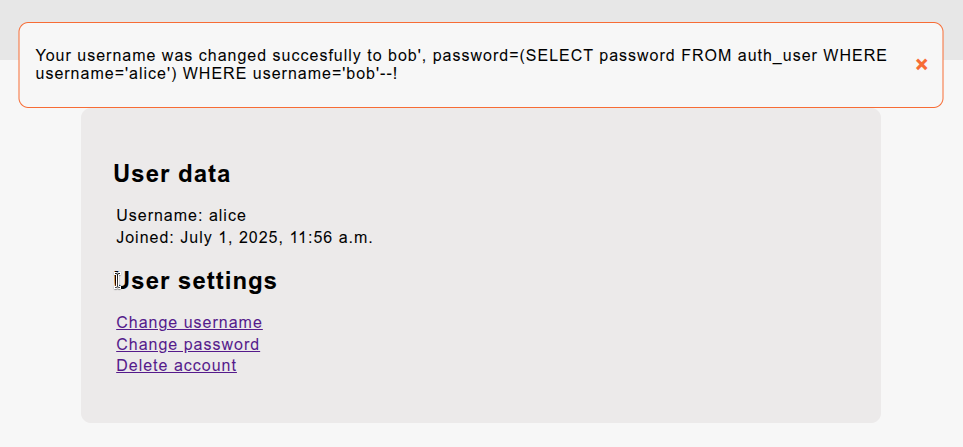 Your username was changed succesfully to bob', password=(SELECT password FROM auth_user WHERE
username='alice') WHERE username='bob'--!
User data
Username: alice
Joined: July 1, 2025, 11:56 a.m.
User settings
Change username
Change password
Delete account